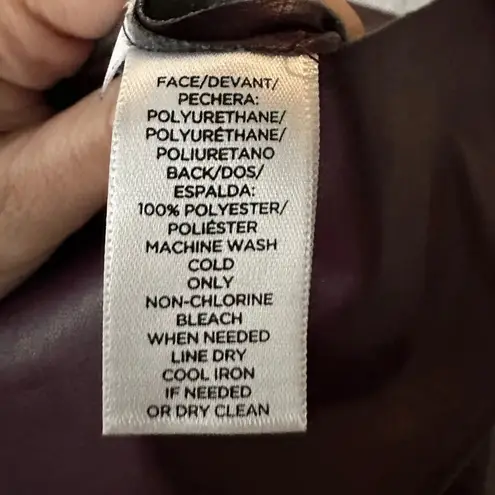 FACE/DEVANT/
PECHERA:
POLYURETHANE/
POLYURÉTHANE/
POLIURETANO
BACK/DOS/
ESPALDA:
100% POLYESTER/
POLIÉSTER
MACHINE WASH
COLD
ONLY
NON-CHLORINE
BLEACH
WHEN NEEDED
LINE DRY
COOL IRON
IF NEEDED
OR DRY CLEAN